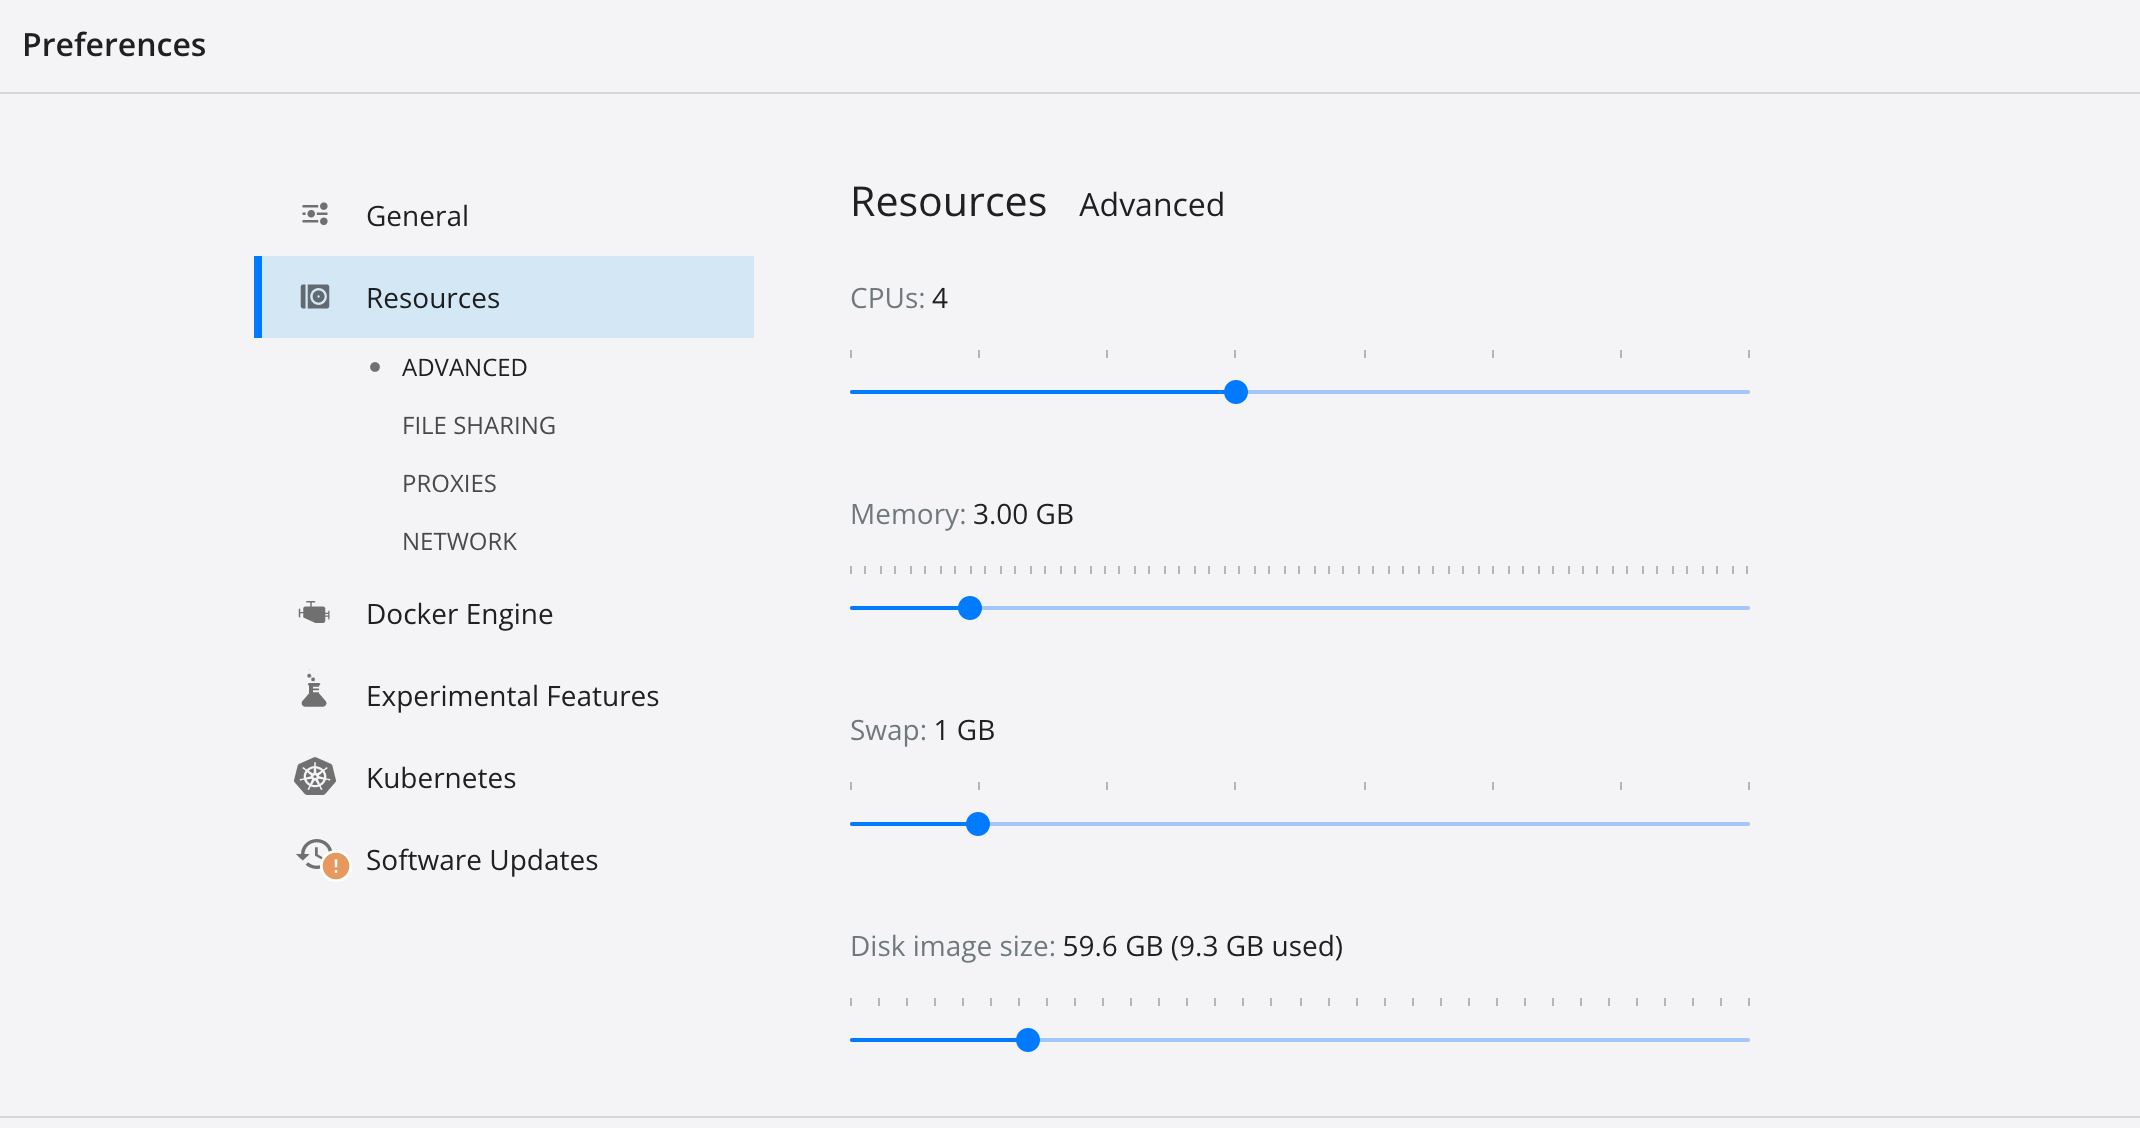 Preferences
General
Resources
ADVANCED
FILE SHARING
PROXIES
NETWORK
Docker Engine
Experimental Features
Kubernetes
Software Updates
Resources Advanced
CPUs: 4
Memory: 3.00 GB
Swap: 1 GB
Disk image size: 59.6 GB (9.3 GB used)